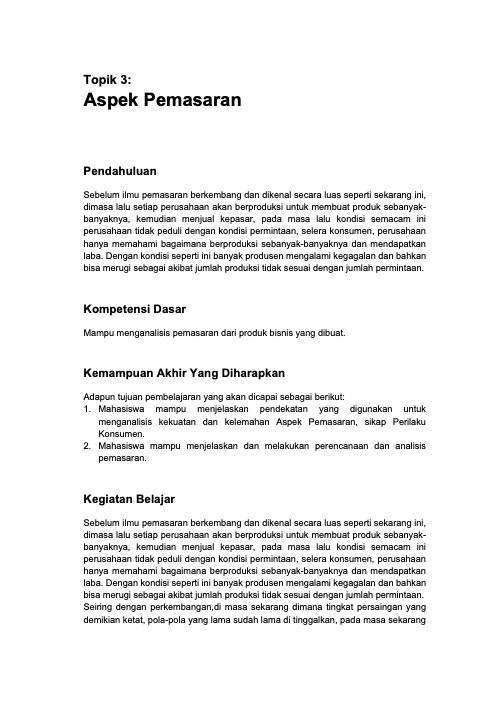 Topik 3:
Aspek Pemasaran
Pendahuluan
Sebelum ilmu pemasaran berkembang dan dikenal secara luas seperti sekarang ini,
dimasa lalu setiap perusahaan akan berproduksi untuk membuat produk sebanyak-
banyaknya, kemudian menjual kepasar, pada masa lalu kondisi semacam ini
perusahaan tidak peduli dengan kondisi permintaan, selera konsumen, perusahaan
hanya memahami bagaimana berproduksi sebanyak-banyaknya dan mendapatkan
laba. Dengan kondisi seperti ini banyak produsen mengalami kegagalan dan bahkan
bisa merugi sebagai akibat jumlah produksi tidak sesuai dengan jumlah permintaan.
Kompetensi Dasar
Mampu menganalisis pemasaran dari produk bisnis yang dibuat.
Kemampuan Akhir Yang Diharapkan
Adapun tujuan pembelajaran yang akan dicapai sebagai berikut:
1. Mahasiswa mampu menjelaskan pendekatan yang digunakan untuk
menganalisis kekuatan dan kelemahan Aspek Pemasaran, sikap Perilaku
Konsumen.
2. Mahasiswa mampu menjelaskan dan melakukan perencanaan dan analisis
pemasaran.
Kegiatan Belajar
Sebelum ilmu pemasaran berkembang dan dikenal secara luas seperti sekarang ini,
dimasa lalu setiap perusahaan akan berproduksi untuk membuat produk sebanyak-
banyaknya, kemudian menjual kepasar, pada masa lalu kondisi semacam ini
perusahaan tidak peduli dengan kondisi permintaan, selera konsumen, perusahaan
hanya memahami bagaimana berproduksi sebanyak-banyaknya dan mendapatkan
laba. Dengan kondisi seperti ini banyak produsen mengalami kegagalan dan bahkan
bisa merugi sebagai akibat jumlah produksi tidak sesuai dengan jumlah permintaan.
Seiring dengan perkembangan,di masa sekarang dimana tingkat persaingan yang
demikian ketat, pola-pola yang lama sudah lama di tinggalkan, pada masa sekarang